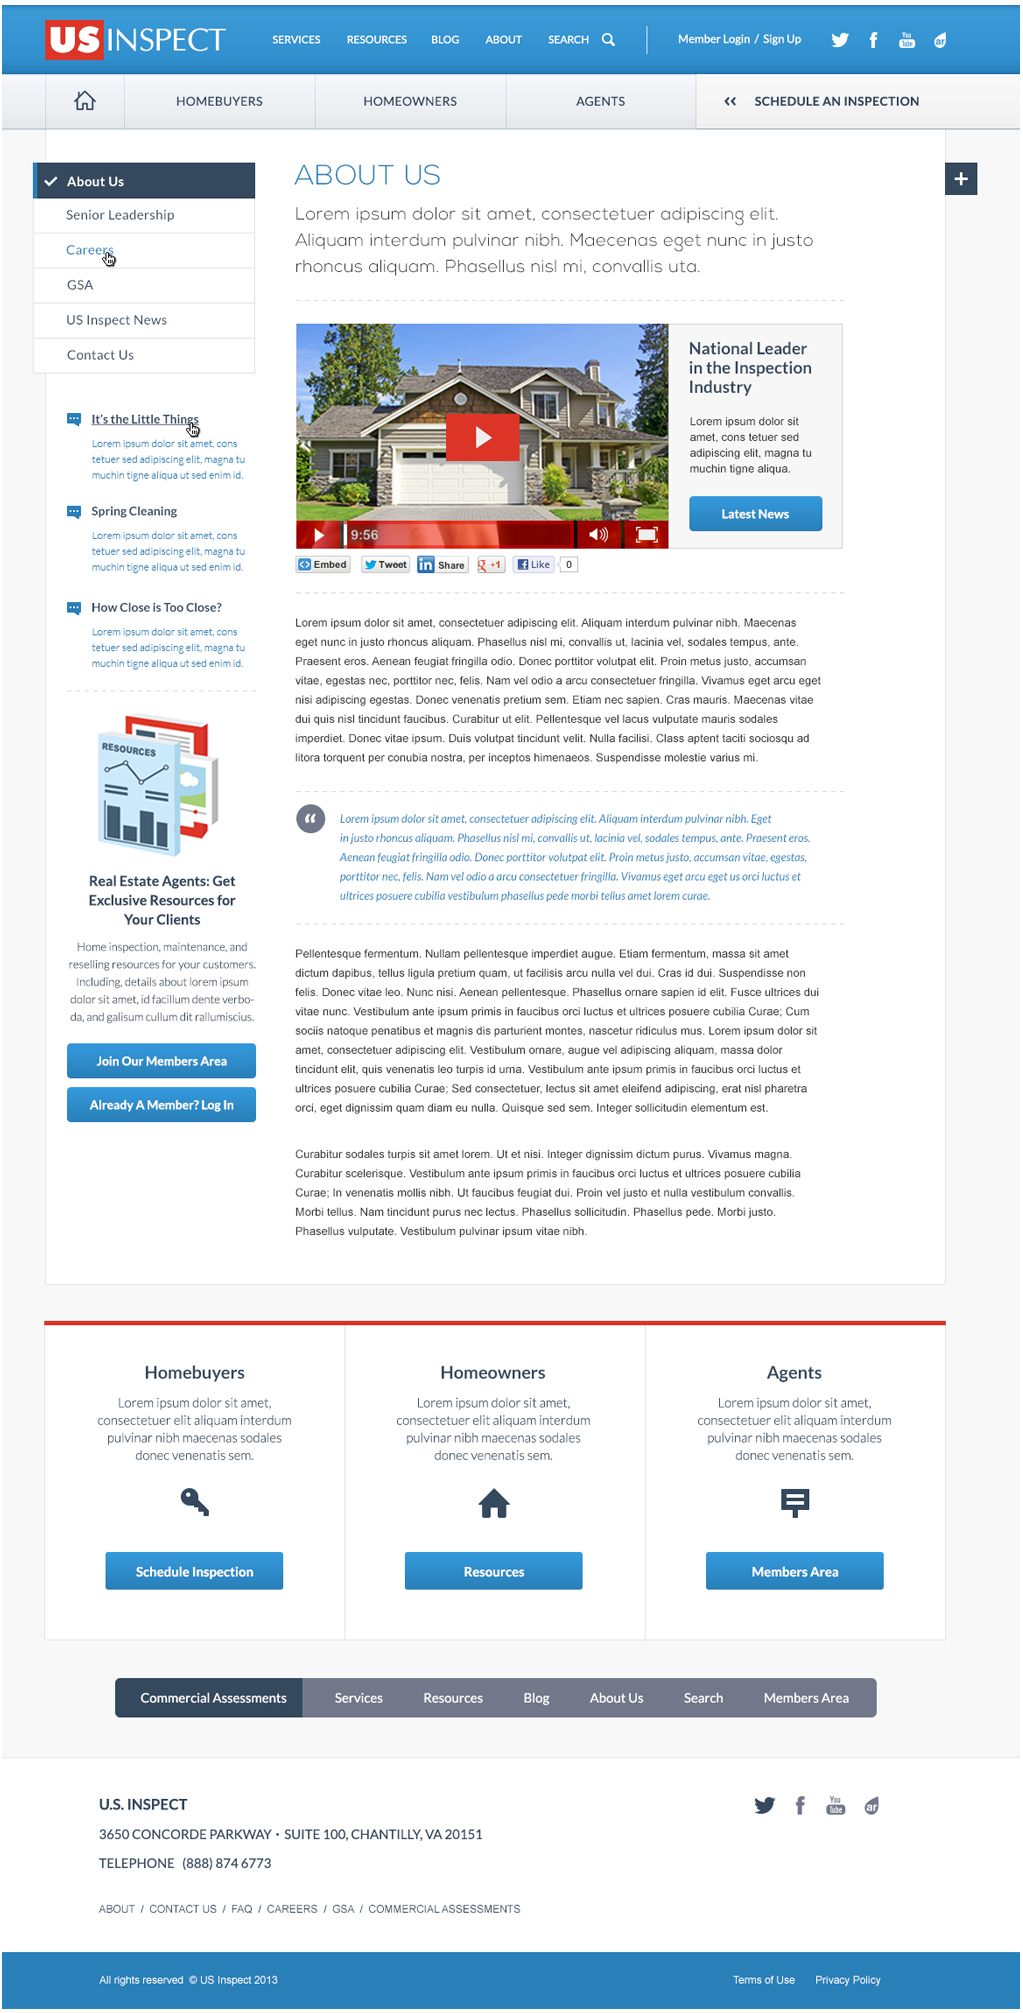 US INSPECT
SERVICES
RESOURCES
BLOG
ABOUT
SEARCH
Member Login / Sign Up
You Tube
ar
HOMEBUYERS
HOMEOWNERS
AGENTS
SCHEDULE AN INSPECTION
About Us
Senior Leadership
Careers
GSA
US Inspect News
Contact Us
It's the Little Things
Lorem ipsum dolor sit amet, cons
tetuer sed adipiscing elit, magna tu
muchin tigne aliqua ut sed enim id.
Spring Cleaning
Lorem ipsum dolor sit amet, cons
tetuer sed adipiscing elit, magna tu
muchin tigne aliqua ut sed enim id.
How Close is Too Close?
Lorem ipsum dolor sit amet, cons
tetuer sed adipiscing elit, magna tu
muchin tigne aliqua ut sed enim id.
RESOURCES
Real Estate Agents: Get
Exclusive Resources for
Your Clients
Home inspection, maintenance, and
reselling resources for your customers.
Including, details about lorem ipsum
dolor sit amet, id facillum dente verbo-
da, and galisum cullum dit rallumiscius.
Join Our Members Area
Already A Member? Log In
ABOUT US
Lorem ipsum dolor sit amet, consectetuer adipiscing elit.
Aliquam interdum pulvinar nibh. Maecenas eget nunc in justo
rhoncus aliquam. Phasellus nisl mi, convallis uta.
9:56
National Leader
in the Inspection
Industry
Lorem ipsum dolor sit
amet, cons tetuer sed
adipiscing elit, magna tu
muchin tigne aliqua.
Latest News
Embed
Tweet
in Share
g +1
Like
0
Lorem ipsum dolor sit amet, consectetuer adipiscing elit. Aliquam interdum pulvinar nibh. Maecenas
eget nunc in justo rhoncus aliquam. Phasellus nisl mi, convallis ut, lacinia vel, sodales tempus, ante.
Praesent eros. Aenean feugiat fringilla odio. Donec porttitor volutpat elit. Proin metus justo, accumsan
vitae, egestas nec, porttitor nec, felis. Nam vel odio a arcu consectetuer fringilla. Vivamus eget arcu eget
nisi adipiscing egestas. Donec venenatis pretium sem. Etiam nec sapien. Cras mauris. Maecenas vitae
dui quis nisl tincidunt faucibus. Curabitur ut elit. Pellentesque vel lacus vulputate mauris sodales
imperdiet. Donec vitae ipsum. Duis volutpat tincidunt velit. Nulla facilisi. Class aptent taciti sociosqu ad
litora torquent per conubia nostra, per inceptos himenaeos. Suspendisse molestie varius mi.
“
Lorem ipsum dolor sit amet, consectetuer adipiscing elit. Aliquam interdum pulvinar nibh. Eget
in justo rhoncus aliquam. Phasellus nisl mi, convallis ut, lacinia vel, sodales tempus, ante. Praesent eros.
Aenean feugiat fringilla odio. Donec porttitor volutpat elit. Proin metus justo, accumsan vitae, egestas,
porttitor nec, felis. Nam vel odio a arcu consectetuer fringilla. Vivamus eget arcu eget us orci luctus et
ultrices posuere cubilia vestibulum phasellus pede morbi tellus amet lorem curae.
Pellentesque fermentum. Nullam pellentesque imperdiet augue. Etiam fermentum, massa sit amet
dictum dapibus, tellus ligula pretium quam, ut facilisis arcu nulla vel dui. Cras id dui. Suspendisse non
felis. Donec vitae leo. Nunc nisi. Aenean pellentesque. Phasellus ornare sapien id elit. Fusce ultrices dui
vitae nunc. Vestibulum ante ipsum primis in faucibus orci luctus et ultrices posuere cubilia Curae; Cum
sociis natoque penatibus et magnis dis parturient montes, nascetur ridiculus mus. Lorem ipsum dolor sit
amet, consectetuer adipiscing elit. Vestibulum ornare, augue vel adipiscing aliquam, massa dolor
tincidunt elit, quis venenatis leo turpis id urna. Vestibulum ante ipsum primis in faucibus orci luctus et
ultrices posuere cubilia Curae; Sed consectetuer, lectus sit amet eleifend adipiscing, erat nisl pharetra
orci, eget dignissim quam diam eu nulla. Quisque sed sem. Integer sollicitudin elementum est.
Curabitur sodales turpis sit amet lorem. Ut et nisi. Integer dignissim dictum purus. Vivamus magna.
Curabitur scelerisque. Vestibulum ante ipsum primis in faucibus orci luctus et ultrices posuere cubilia
Curae; In venenatis mollis nibh. Ut faucibus feugiat dui. Proin vel justo et nulla vestibulum convallis.
Morbi tellus. Nam tincidunt purus nec lectus. Phasellus sollicitudin. Phasellus pede. Morbi justo.
Phasellus vulputate. Vestibulum pulvinar ipsum vitae nibh.
Homebuyers
Lorem ipsum dolor sit amet,
consectetuer elit aliquam interdum
pulvinar nibh maecenas sodales
donec venenatis sem.
Schedule Inspection
Homeowners
Lorem ipsum dolor sit amet,
consectetuer elit aliquam interdum
pulvinar nibh maecenas sodales
donec venenatis sem.
Resources
Agents
Lorem ipsum dolor sit amet,
consectetuer elit aliquam interdum
pulvinar nibh maecenas sodales
donec venenatis sem.
Members Area
Commercial Assessments
Services
Resources
Blog
About Us
Search
Members Area
U.S. INSPECT
3650 CONCORDE PARKWAY • SUITE 100, CHANTILLY, VA 20151
TELEPHONE (888) 874 6773
You Tube
ar
ABOUT / CONTACT US / FAQ / CAREERS / GSA / COMMERCIAL ASSESSMENTS
All rights reserved © US Inspect 2013
Terms of Use
Privacy Policy